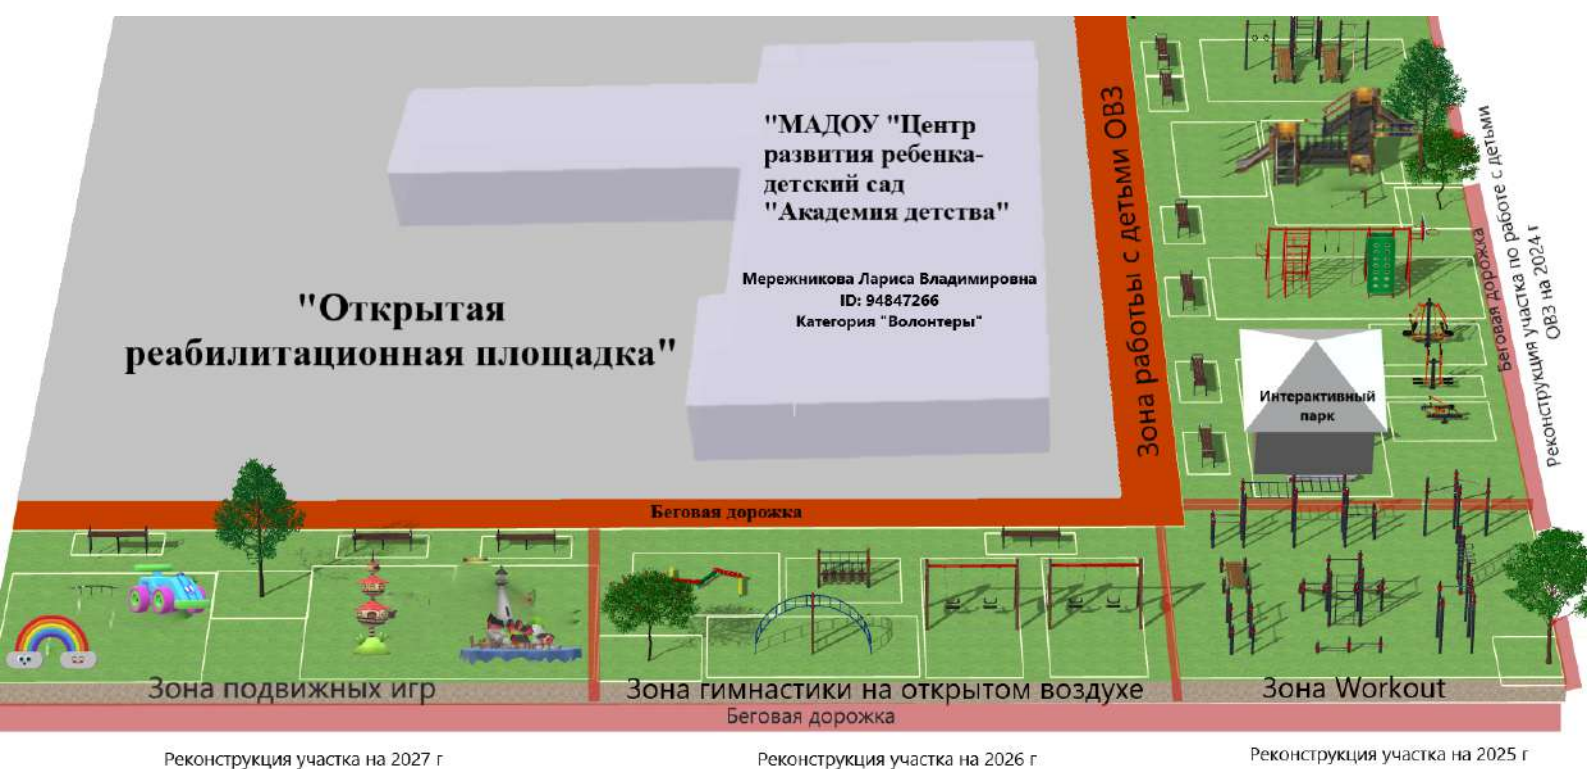 "МАДОУ "Центр
развития ребенка-
детский сад
"Академия детства"
Мережникова Лариса Владимировна
ID: 94847266
Категория "Волонтеры"
"Открытая
реабилитационная площадка"
Зона работьы с детьми ОВЗ
Беговая дорожка
Реконструкция участка по работе с детьми
ОВЗ на 2024 г
Интерактивный
парк
Беговая дорожка
Зона подвижных игр
Зона гимнастики на открытом воздухе
Зона Workout
Беговая дорожка
Реконструкция участка на 2027 г
Реконструкция участка на 2026 г
Реконструкция участка на 2025 г